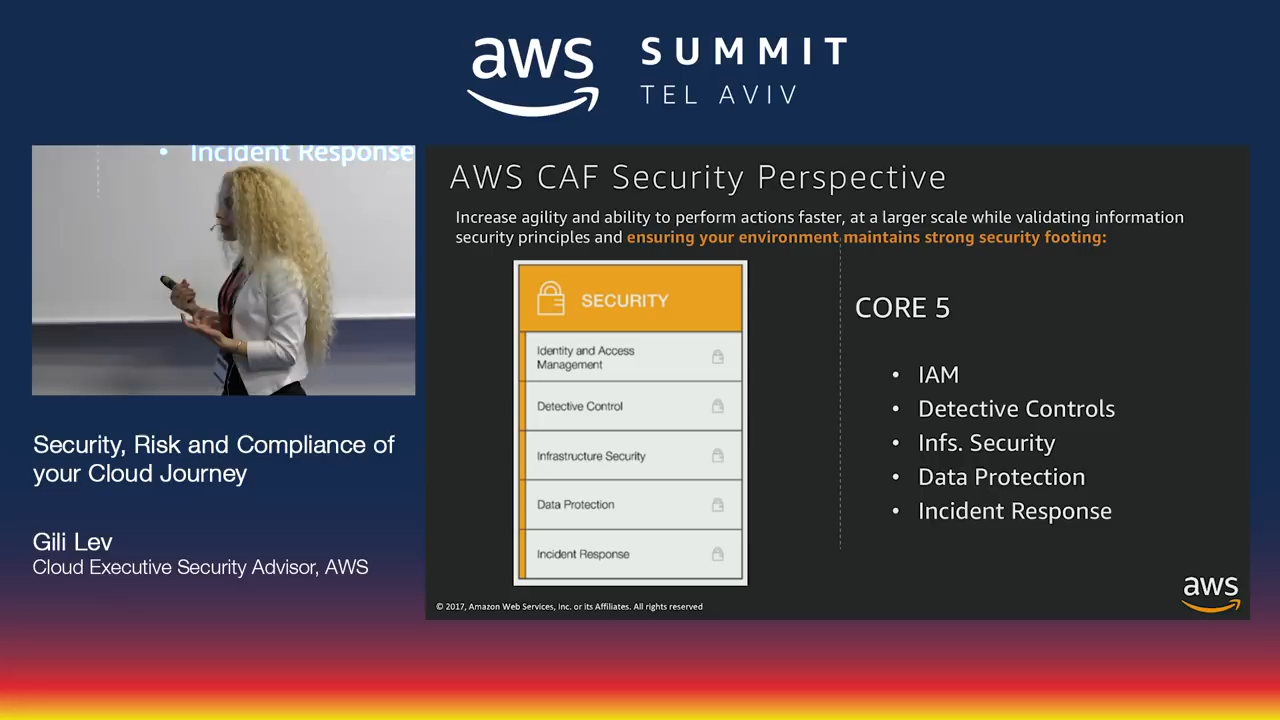 aws
SUMMIT
TEL AVIV
Incident Response
Security, Risk and Compliance of
your Cloud Journey
Gili Lev
Cloud Executive Security Advisor, AWS
AWS CAF Security Perspective
Increase agility and ability to perform actions faster, at a larger scale while validating information
security principles and ensuring your environment maintains strong security footing:
SECURITY
Identity and Access
Management
Detective Control
Infrastructure Security
Data Protection
Incident Response
CORE 5
• IAM
• Detective Controls
• Infs. Security
• Data Protection
• Incident Response
© 2017, Amazon Web Services, Inc. or its Affiliates. All rights reserved
aws